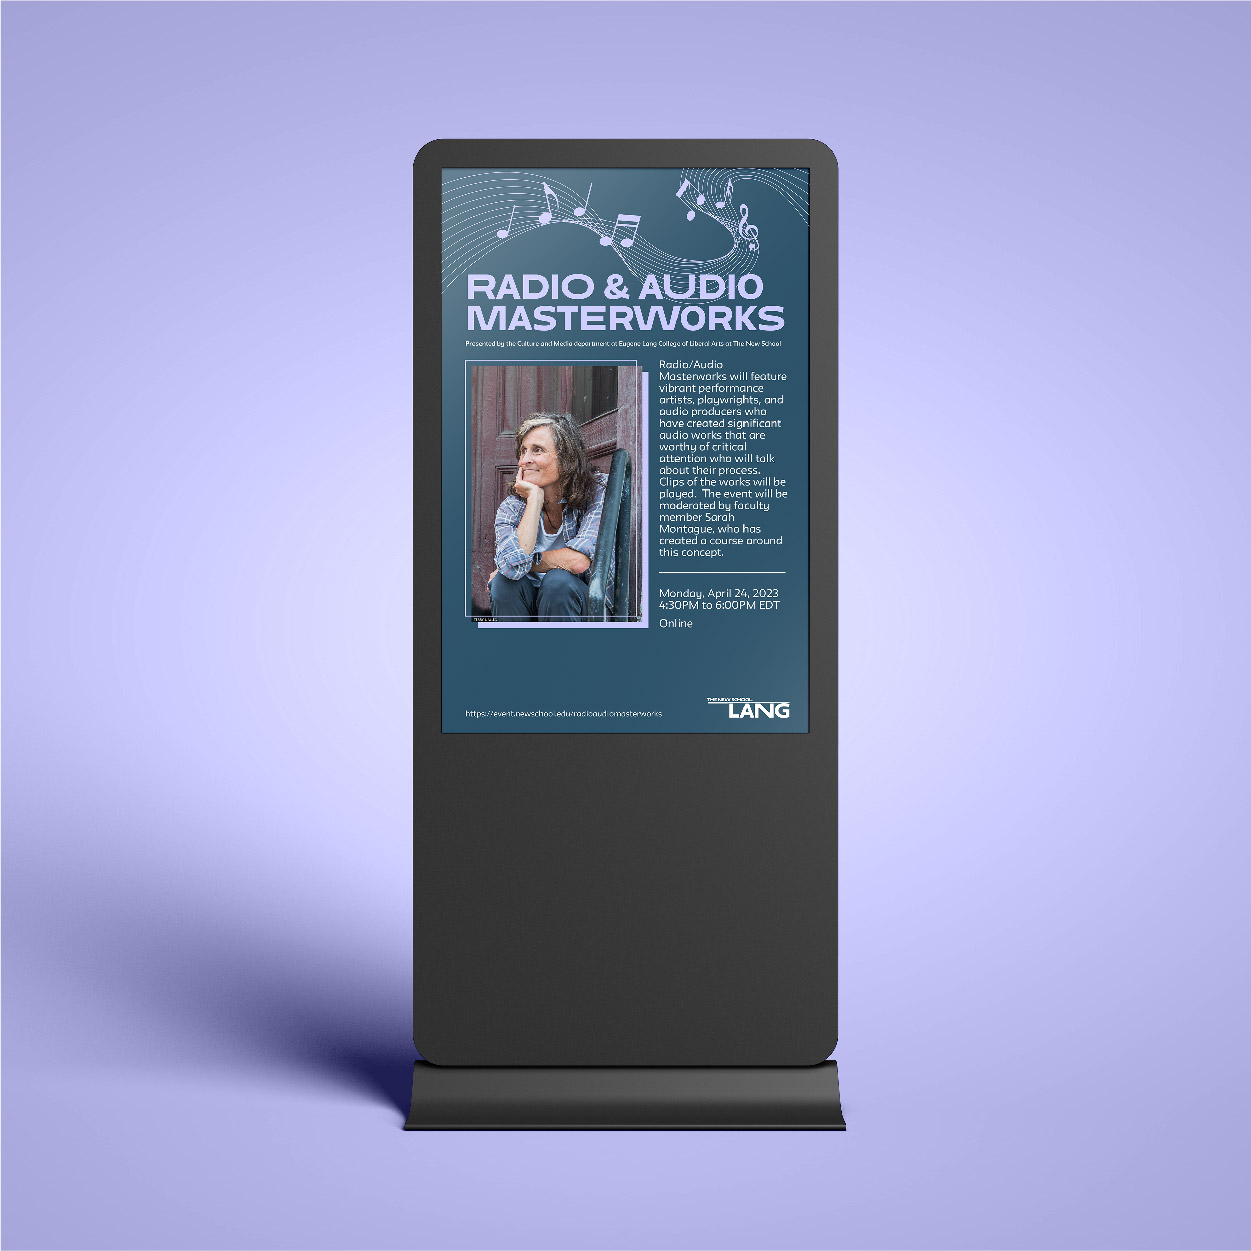 RADIO & AUDIO
MASTERWORKS
Presented by the Culture and Media department at Eugene Lang College of Liberal Arts at The New School
Radio/Audio
Masterworks will feature
vibrant performance
artists, playwrights, and
audio producers who
have created significant
audio works that are
worthy of critical
attention who will talk
about their process.
Clips of the works will be
played.  The event will be
moderated by faculty
member Sarah
Montague, who has
created a course around
this concept.
Monday, April 24, 2023
4:30PM to 6:00PM EDT
Online
THE NEW SCHOOL
LANG
https://event.newschool.edu/radioaudiomasterworks